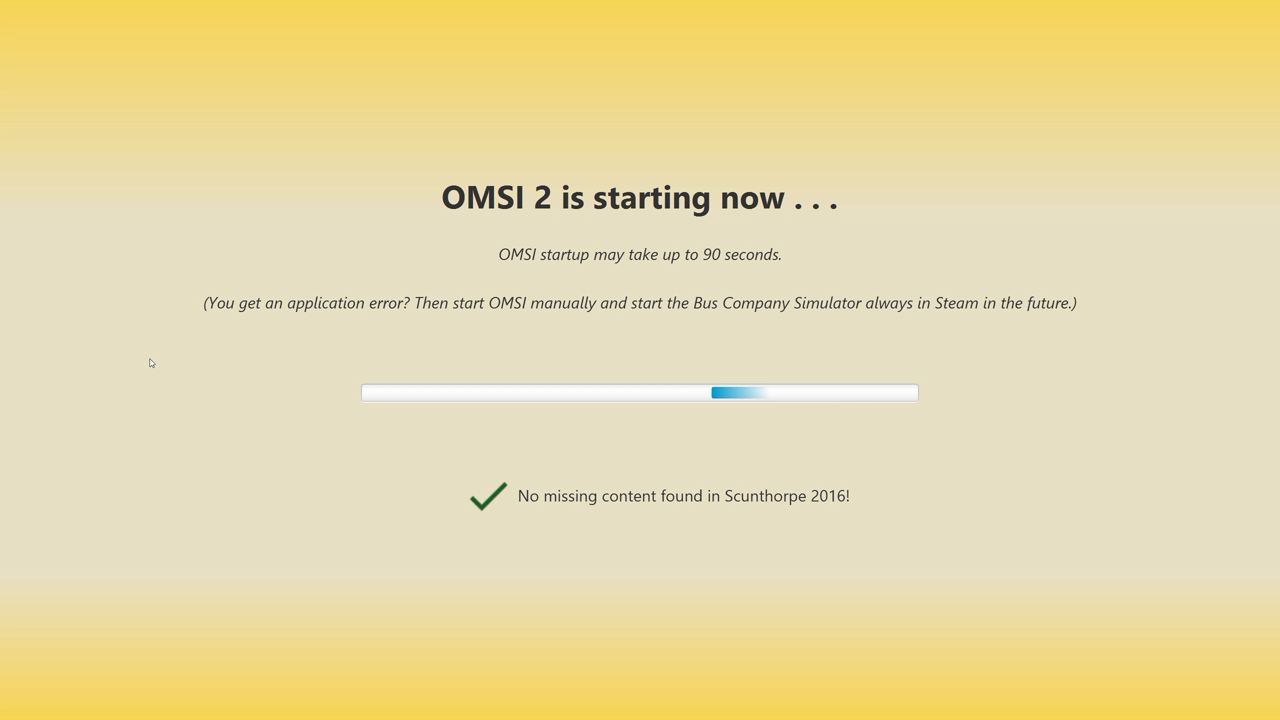 OMSI 2 is starting now . . .
OMSI startup may take up to 90 seconds.
(You get an application error? Then start OMSI manually and start the Bus Company Simulator always in Steam in the future.)
No missing content found in Scunthorpe 2016!